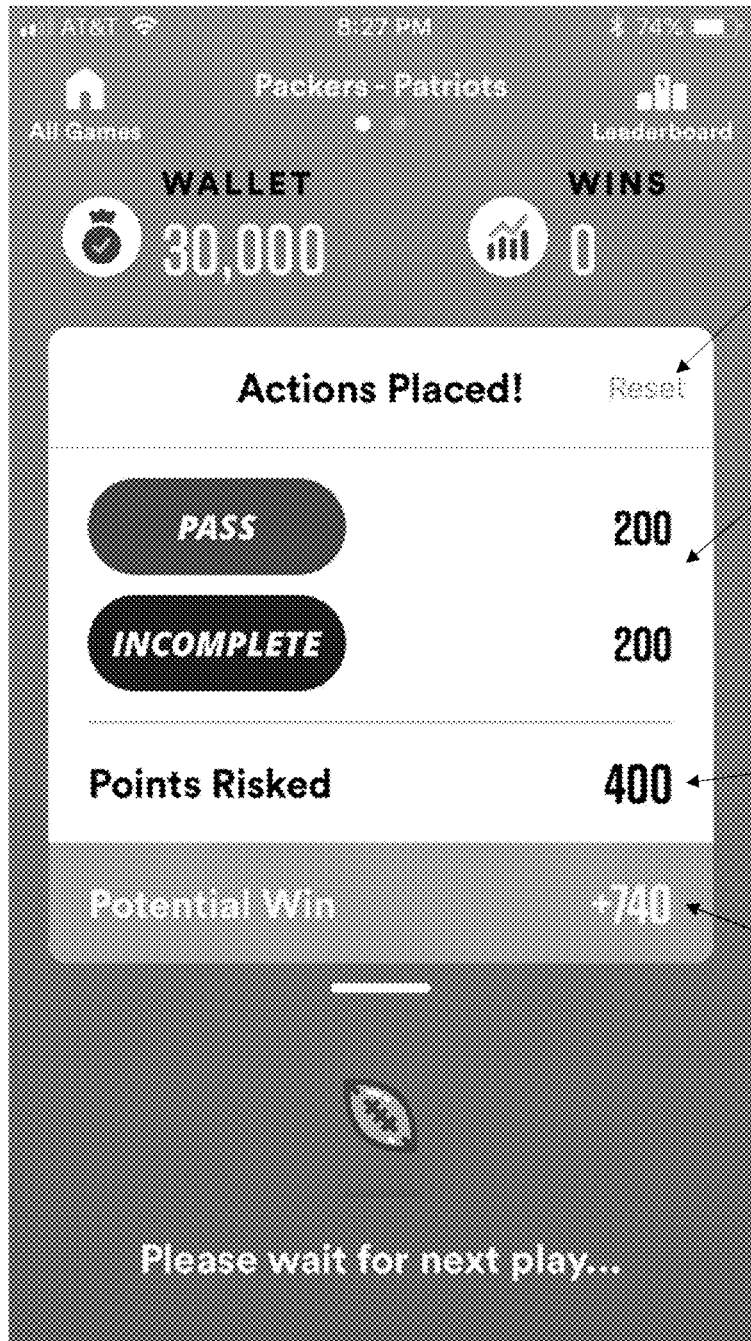 AT&T 8:27 PM 74%
Packers - Patriots
All Games Leaderboard
WALLET WINS
30,000 0
Actions Placed! Reset
PASS 200
INCOMPLETE 200
Points Risked 400
Potential Win +740
Please wait for next play...